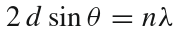 2 d sin θ = nλ